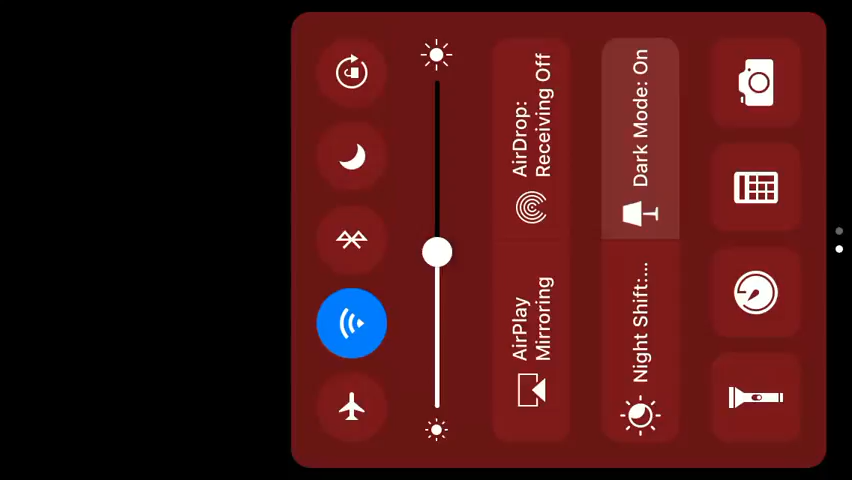 AirPlay
Mirroring
AirDrop:
Receiving Off
Night Shift:...
Dark Mode: On